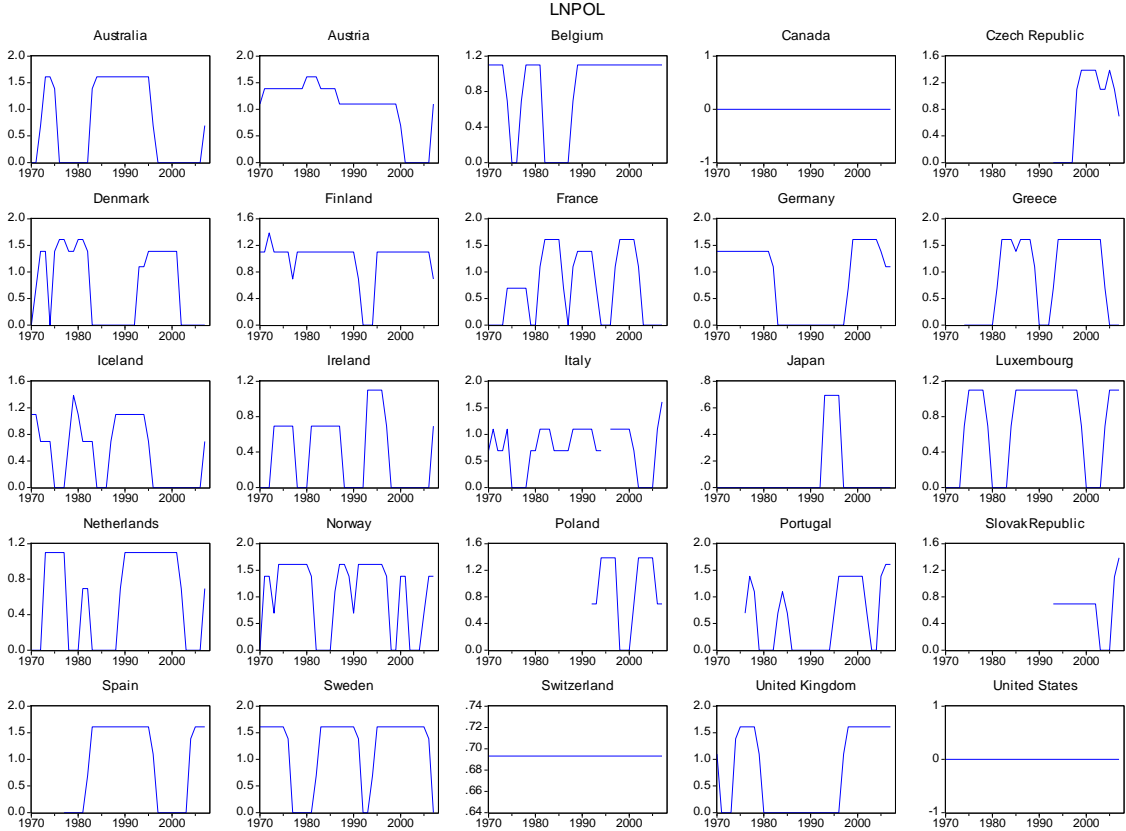 LNPOL
Australia
2.0
1.5
1.0
0.5
0.0
1970 1980 1990 2000
Austria
2.0
1.5
1.0
0.5
0.0
1970 1980 1990 2000
Belgium
1.2
0.8
0.4
0.0
1970 1980 1990 2000
Canada
1
0
-1
1970 1980 1990 2000
Czech Republic
1.6
1.2
0.8
0.4
0.0
1970 1980 1990 2000
Denmark
2.0
1.5
1.0
0.5
0.0
1970 1980 1990 2000
Finland
1.6
1.2
0.8
0.4
0.0
1970 1980 1990 2000
France
2.0
1.5
1.0
0.5
0.0
1970 1980 1990 2000
Germany
2.0
1.5
1.0
0.5
0.0
1970 1980 1990 2000
Greece
2.0
1.5
1.0
0.5
0.0
1970 1980 1990 2000
Iceland
1.6
1.2
0.8
0.4
0.0
1970 1980 1990 2000
Ireland
1.2
0.8
0.4
0.0
1970 1980 1990 2000
Italy
2.0
1.5
1.0
0.5
0.0
1970 1980 1990 2000
Japan
.8
.6
.4
.2
.0
1970 1980 1990 2000
Luxembourg
1.2
0.8
0.4
0.0
1970 1980 1990 2000
Netherlands
1.2
0.8
0.4
0.0
1970 1980 1990 2000
Norway
2.0
1.5
1.0
0.5
0.0
1970 1980 1990 2000
Poland
1.6
1.2
0.8
0.4
0.0
1970 1980 1990 2000
Portugal
2.0
1.5
1.0
0.5
0.0
1970 1980 1990 2000
SlovakRepublic
1.6
1.2
0.8
0.4
0.0
1970 1980 1990 2000
Spain
2.0
1.5
1.0
0.5
0.0
1970 1980 1990 2000
Sweden
2.0
1.5
1.0
0.5
0.0
1970 1980 1990 2000
Switzerland
.74
.72
.70
.68
.66
.64
1970 1980 1990 2000
United Kingdom
2.0
1.5
1.0
0.5
0.0
1970 1980 1990 2000
United States
1
0
-1
1970 1980 1990 2000